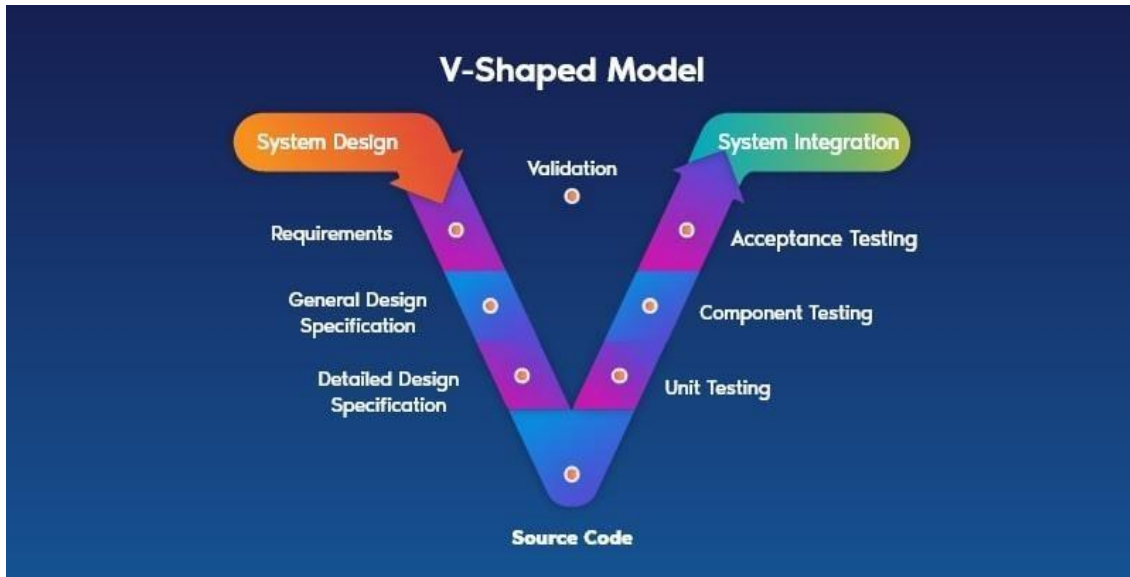 V-Shaped Model
System Design
System Integration
Validation
Requirements
Acceptance Testing
General Design
Specification
Component Testing
Detailed Design
Specification
Unit Testing
Source Code